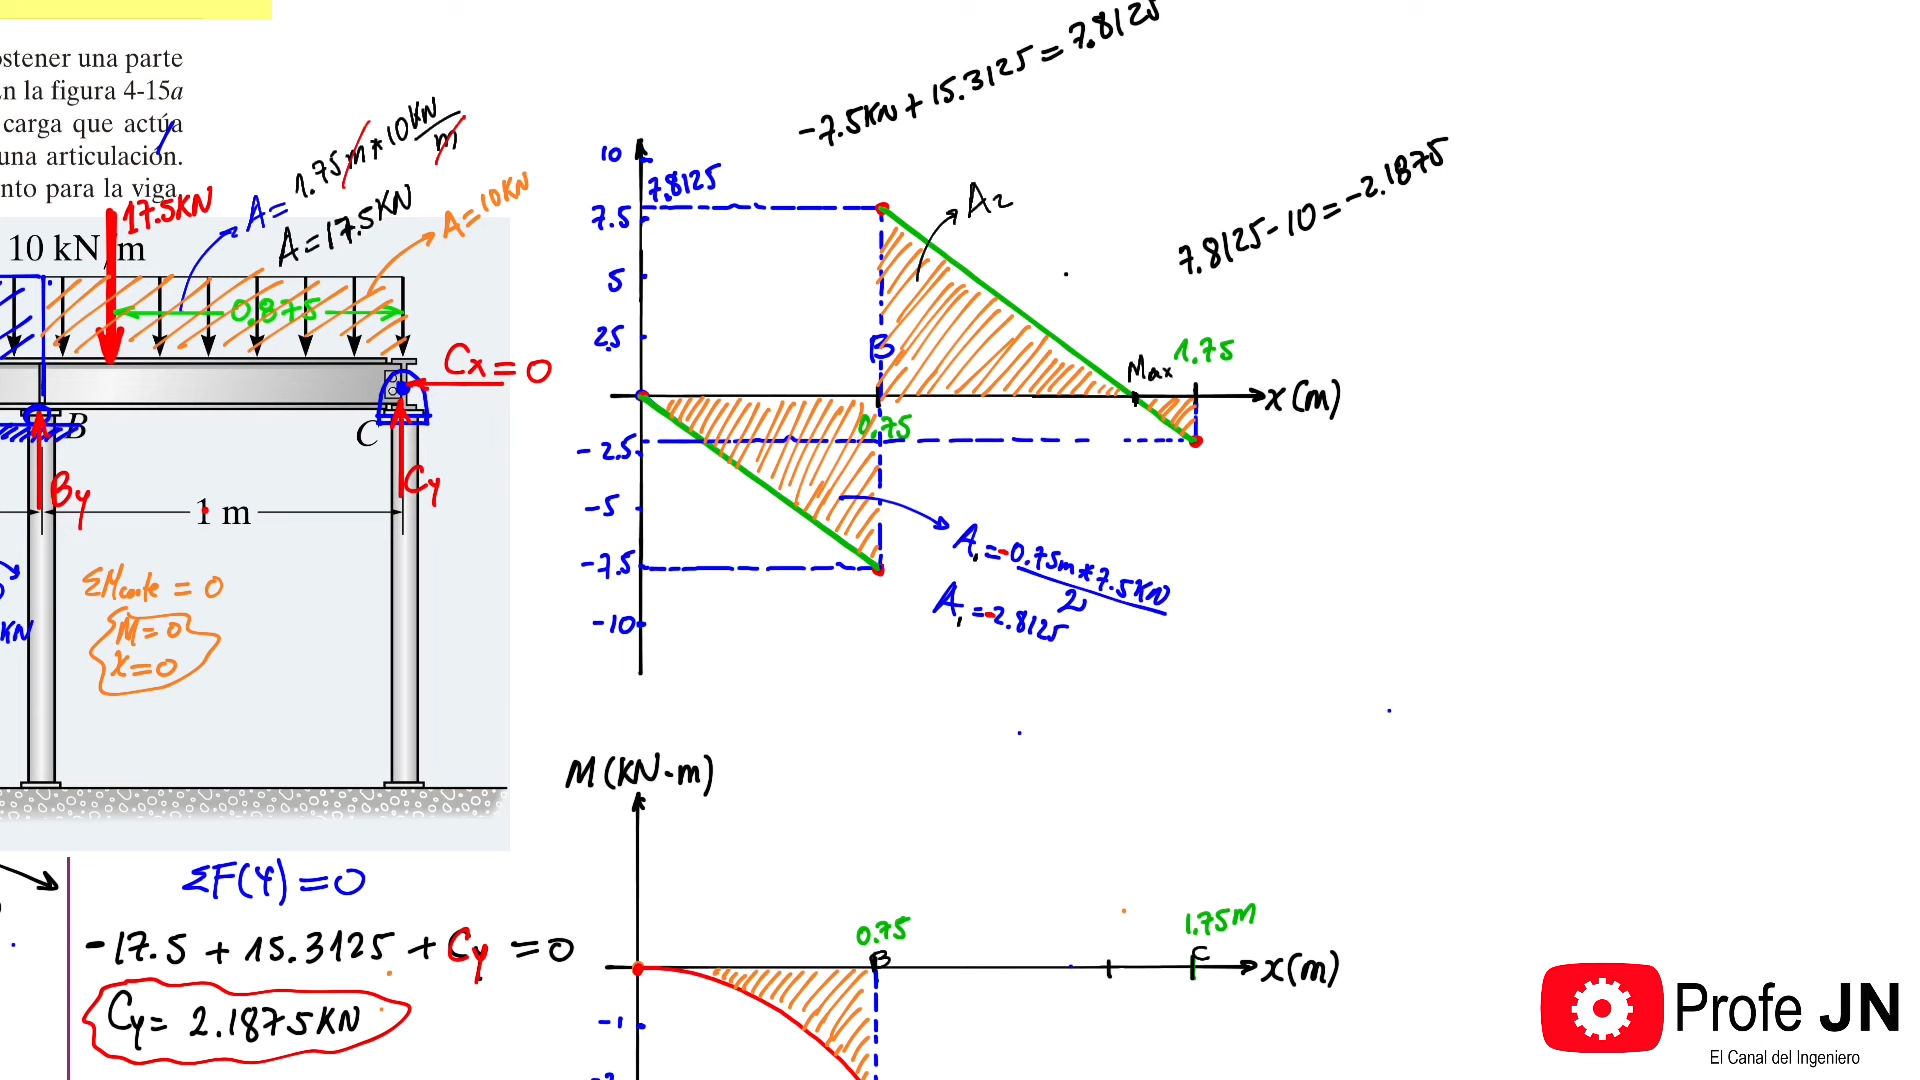 ostener una parte
En la figura 4-15a
carga que actúa
una articulación.
nto para la viga.
17.5KN
A= 1.75m*10KN/m
A=17.5KN
A=10KN
10 kN/m
0.875
Cx=0
B
C
By
Cy
1 m
ΣMcorte = 0
M=0
x=0
KN
ΣF(Y)=0
-17.5 + 15.3125 + Cy = 0
Cy= 2.1875KN
-7.5KN+15.3125=7.8125
7.8125-10=-2.1875
10
7.8125
7.5
5
2.5
-2.5
-5
-7.5
-10
A2
B
0.75
Max
1.75
x(m)
A1=-0.75m*7.5KN
2
A1=-2.8125
M(KN-m)
0.75
B
1.75M
C
x(m)
-1
Profe JN
El Canal del Ingeniero